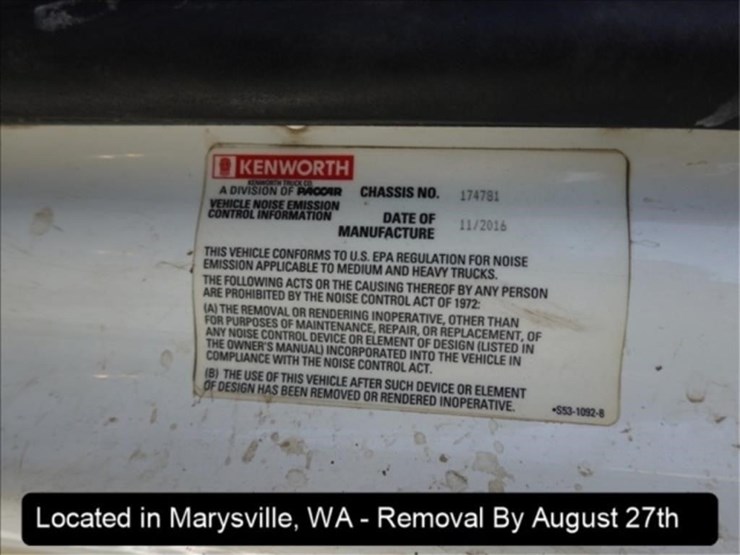 KENWORTH
KENWORTH TRUCK CO.
A DIVISION OF PACCAR
VEHICLE NOISE EMISSION
CONTROL INFORMATION
CHASSIS NO. 174781
DATE OF
MANUFACTURE 11/2016
THIS VEHICLE CONFORMS TO U.S. EPA REGULATION FOR NOISE
EMISSION APPLICABLE TO MEDIUM AND HEAVY TRUCKS.
THE FOLLOWING ACTS OR THE CAUSING THEREOF BY ANY PERSON
ARE PROHIBITED BY THE NOISE CONTROL ACT OF 1972:
(A) THE REMOVAL OR RENDERING INOPERATIVE, OTHER THAN
FOR PURPOSES OF MAINTENANCE, REPAIR, OR REPLACEMENT, OF
ANY NOISE CONTROL DEVICE OR ELEMENT OF DESIGN (LISTED IN
THE OWNER'S MANUAL) INCORPORATED INTO THE VEHICLE IN
COMPLIANCE WITH THE NOISE CONTROL ACT.
(B) THE USE OF THIS VEHICLE AFTER SUCH DEVICE OR ELEMENT
OF DESIGN HAS BEEN REMOVED OR RENDERED INOPERATIVE.
•S53-1092-B
Located in Marysville, WA - Removal By August 27th